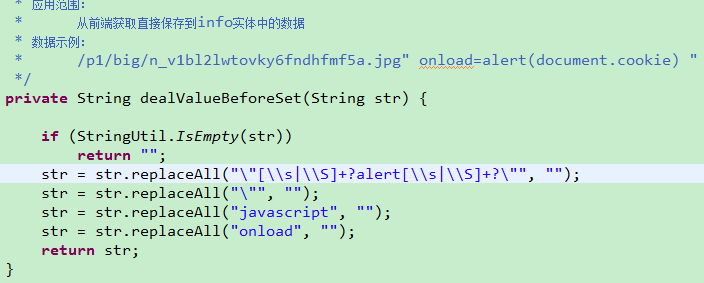 * 应用范围:
* 从前端获取直接保存到info实体中的数据
* 数据示例:
* /p1/big/n_v1bl2lwtovky6fndhfmf5a.jpg" onload=alert(document.cookie) "
*/
private String dealValueBeforeSet(String str) {
if (StringUtil.IsEmpty(str))
return "";
str = str.replaceAll("\"[\\s|\\S]+?alert[\\s|\\S]+?\"", "");
str = str.replaceAll("\"", "");
str = str.replaceAll("javascript", "");
str = str.replaceAll("onload", "");
return str;
}